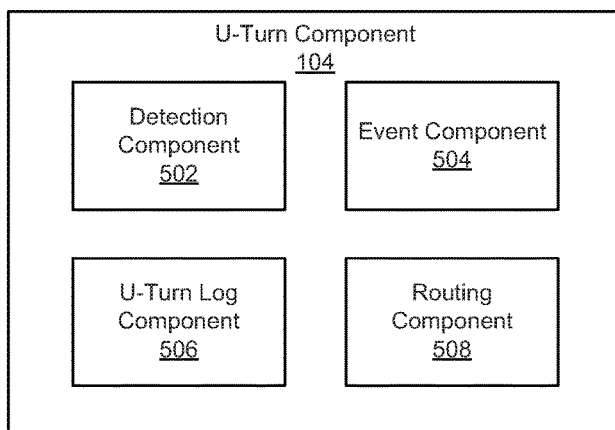 U-Turn Component
104
Detection
Component
502
Event Component
504
U-Turn Log
Component
506
Routing
Component
508